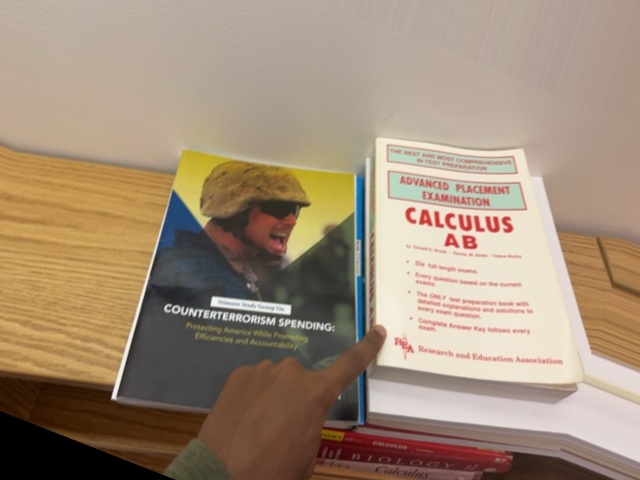 Stimson Study Group On
COUNTERTERRORISM SPENDING:
Protecting America While Promoting
Efficiencies and Accountability
THE BEST AND MOST COMPREHENSIVE
IN TEST PREPARATION
ADVANCED PLACEMENT
EXAMINATION
CALCULUS
AB
Six full length exams.
Every question based on the current
exams.
The ONLY test preparation book with
detailed explanations and solutions to
every exam question.
Complete Answer Key follows every
exam.
REA
Research and Education Association
CALCULUS
BIOLOGY
Calculus